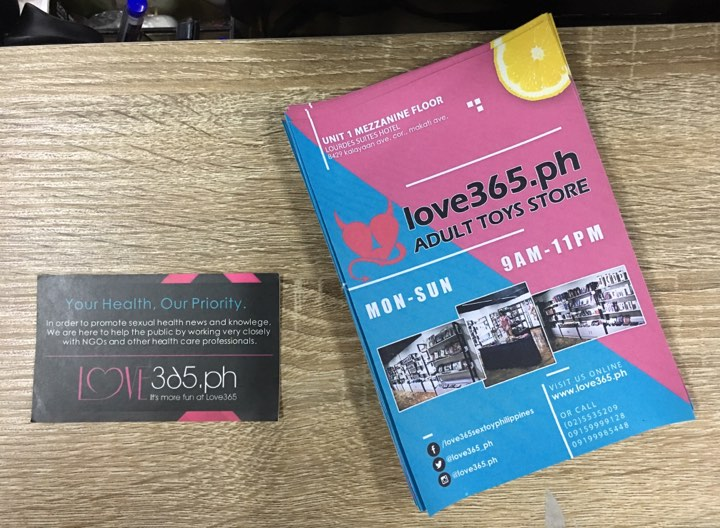 Your Health, Our Priority.
In order to promote sexual health news and knowlege.
We are here to help the public by working very closely
with NGOs and other health care professionals.
LOVE 365.ph
It's more fun at Love365
UNIT 1 MEZZANINE FLOOR
LOURDES SUITES HOTEL
8429 kalayaan ave. cor., makati ave.
love365.ph
ADULT TOYS STORE
MON-SUN
9AM-11PM
VISIT US ONLINE
www.love365.ph
OR CALL
(02)5535209
09159999128
09199985448
/love365sextoyphilippines
@love365_ph
@love365.ph